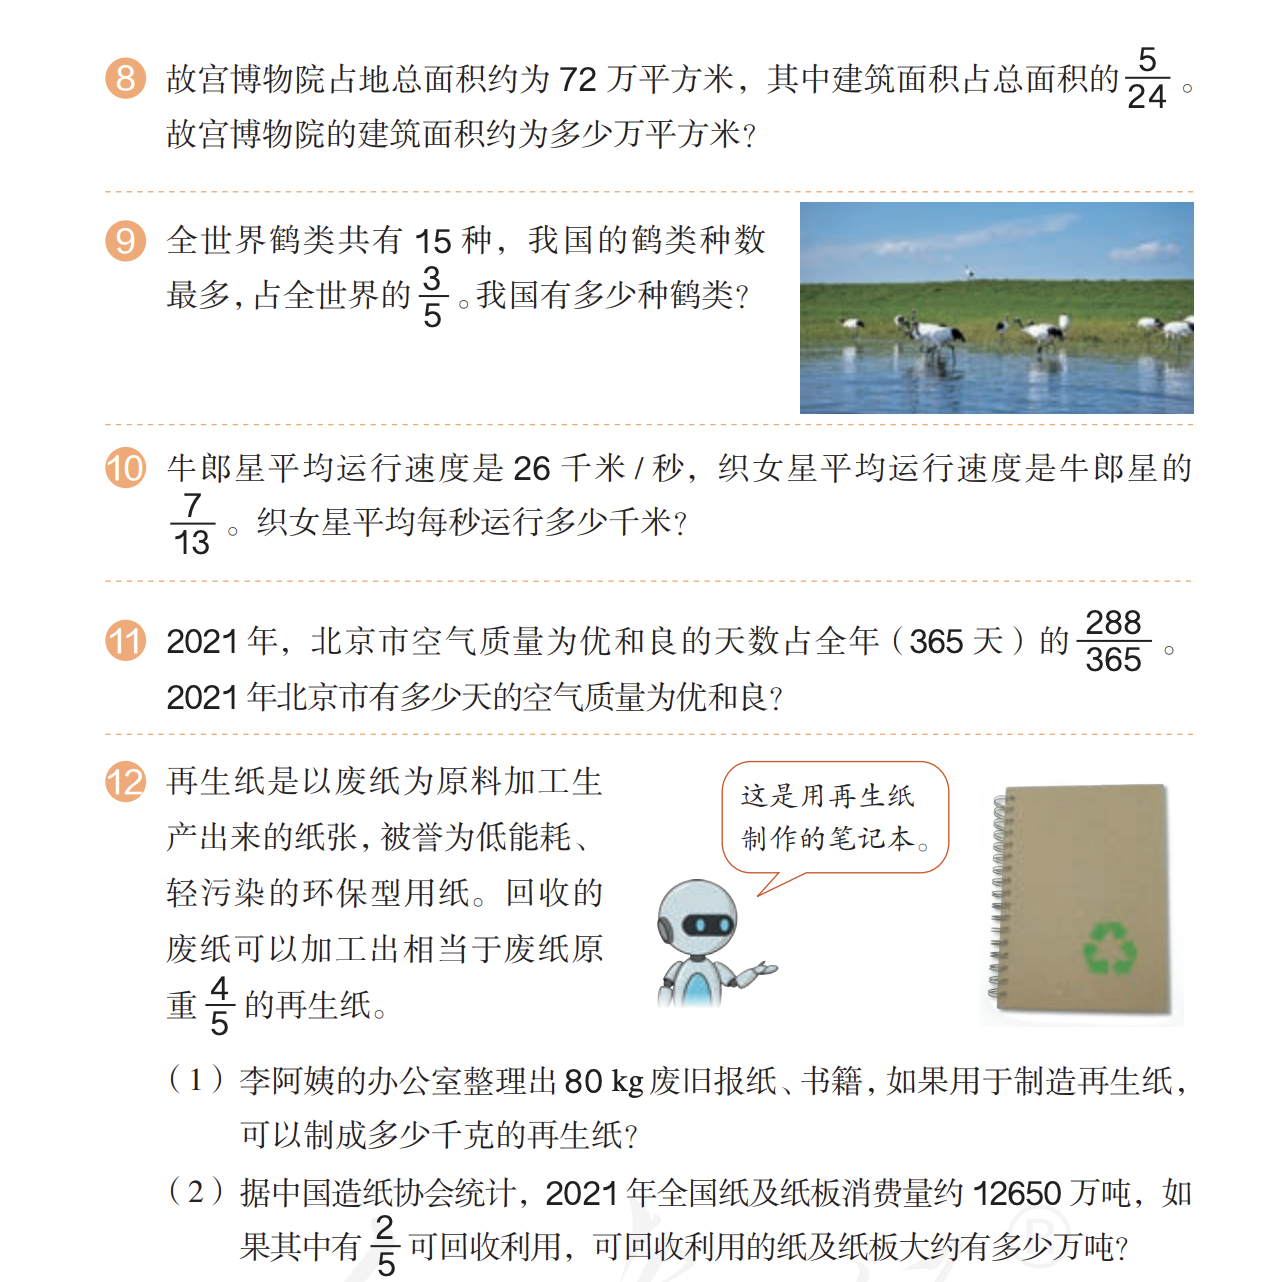 8 故宫博物院占地总面积约为 72 万平方米，其中建筑面积占总面积的 5/24。
故宫博物院的建筑面积约为多少万平方米？
9 全世界鹤类共有 15 种，我国的鹤类种数
最多，占全世界的 3/5。我国有多少种鹤类？
10 牛郎星平均运行速度是 26 千米 / 秒，织女星平均运行速度是牛郎星的
7/13。织女星平均每秒运行多少千米？
11 2021 年，北京市空气质量为优和良的天数占全年（365 天）的 288/365。
2021 年北京市有多少天的空气质量为优和良？
12 再生纸是以废纸为原料加工生
产出来的纸张，被誉为低能耗、
轻污染的环保型用纸。回收的
废纸可以加工出相当于废纸原
重 4/5 的再生纸。
这是用再生纸
制作的笔记本。
（1）李阿姨的办公室整理出 80 kg 废旧报纸、书籍，如果用于制造再生纸，
可以制成多少千克的再生纸？
（2）据中国造纸协会统计，2021 年全国纸及纸板消费量约 12650 万吨，如
果其中有 2/5 可回收利用，可回收利用的纸及纸板大约有多少万吨？